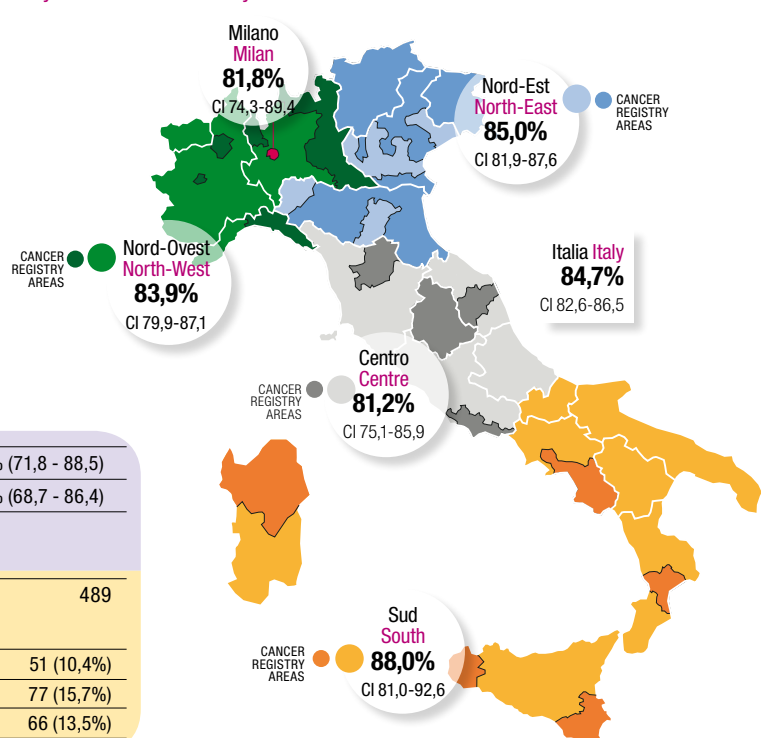 Milano
Milan
81,8%
CI 74,3-89,4
Nord-Est
North-East
85,0%
CI 81,9-87,6
CANCER
REGISTRY
AREAS
CANCER
REGISTRY
AREAS
Nord-Ovest
North-West
83,9%
CI 79,9-87,1
Italia Italy
84,7%
CI 82,6-86,5
CANCER
REGISTRY
AREAS
Centro
Centre
81,2%
CI 75,1-85,9
(71,8 - 88,5)
(68,7 - 86,4)
489
51 (10,4%)
77 (15,7%)
66 (13,5%)
CANCER
REGISTRY
AREAS
Sud
South
88,0%
CI 81,0-92,6